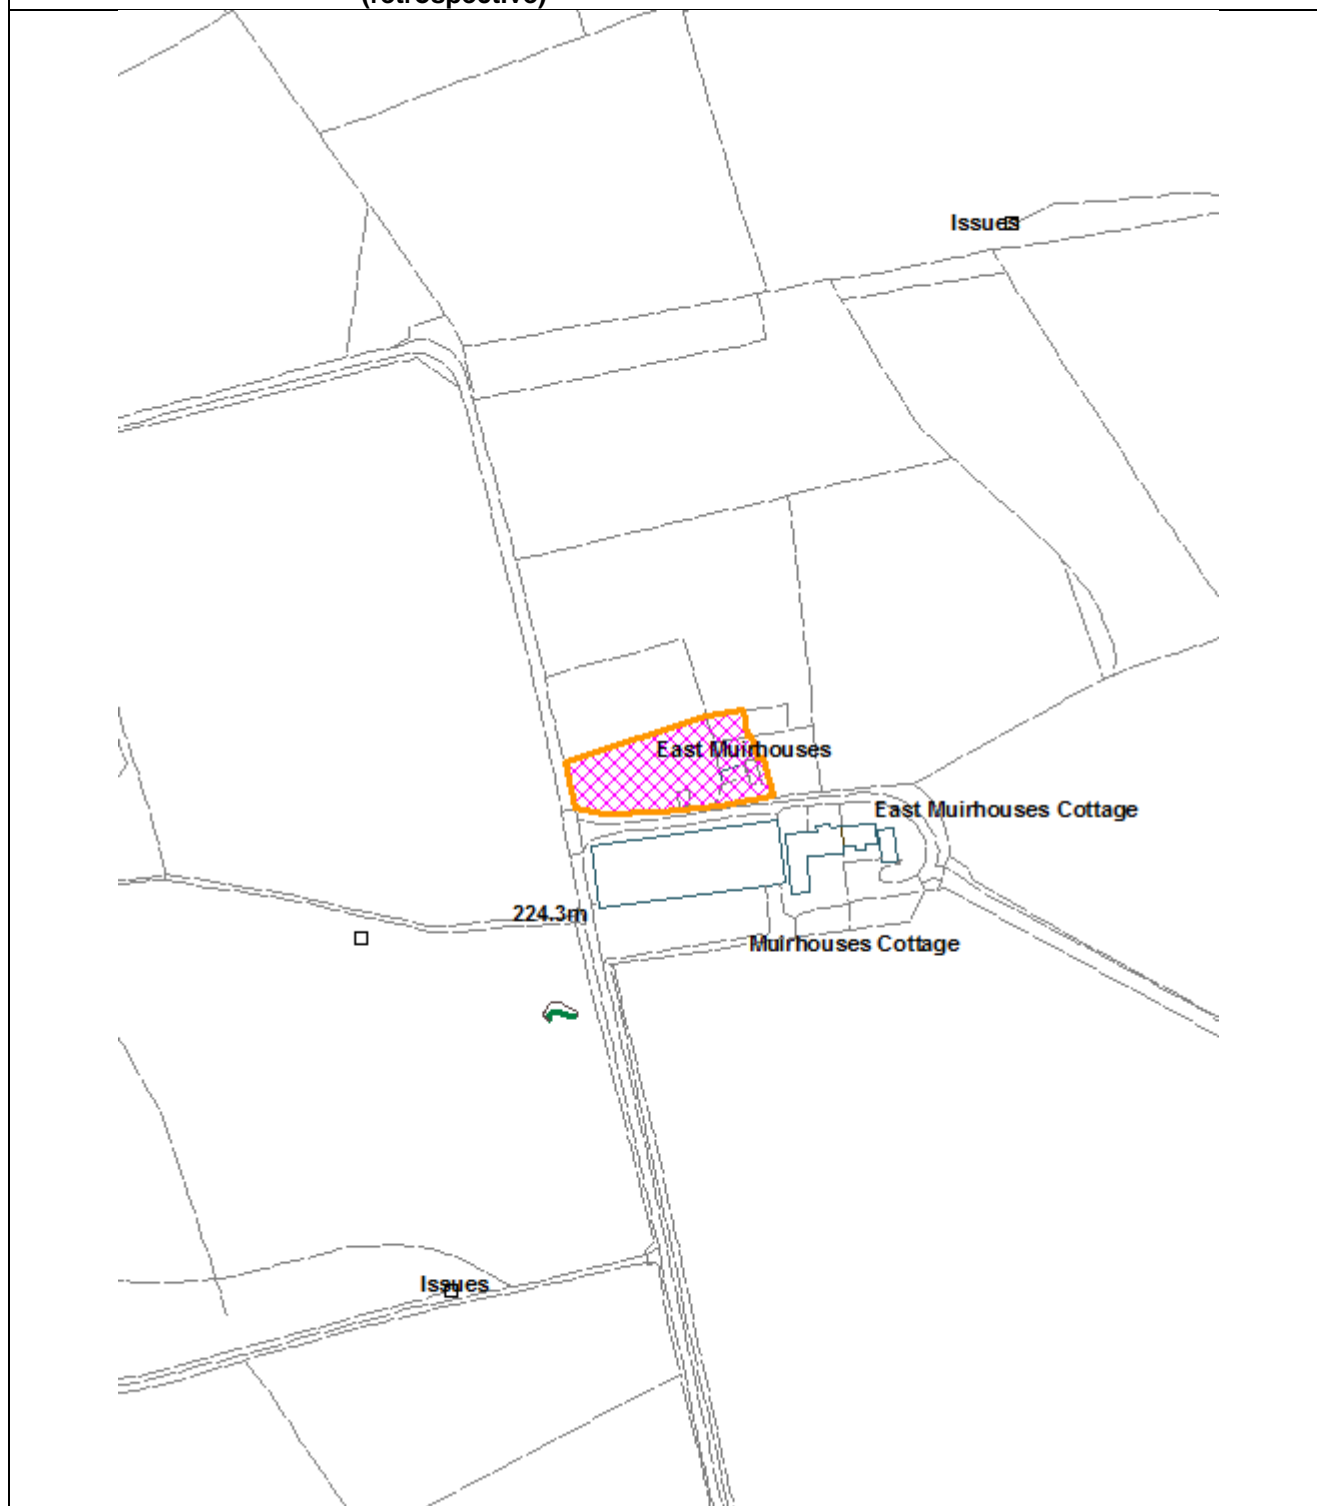 (retrospective)
Issues
East Muirhouses
East Muirhouses Cottage
224.3m
Muirhouses Cottage
Issues